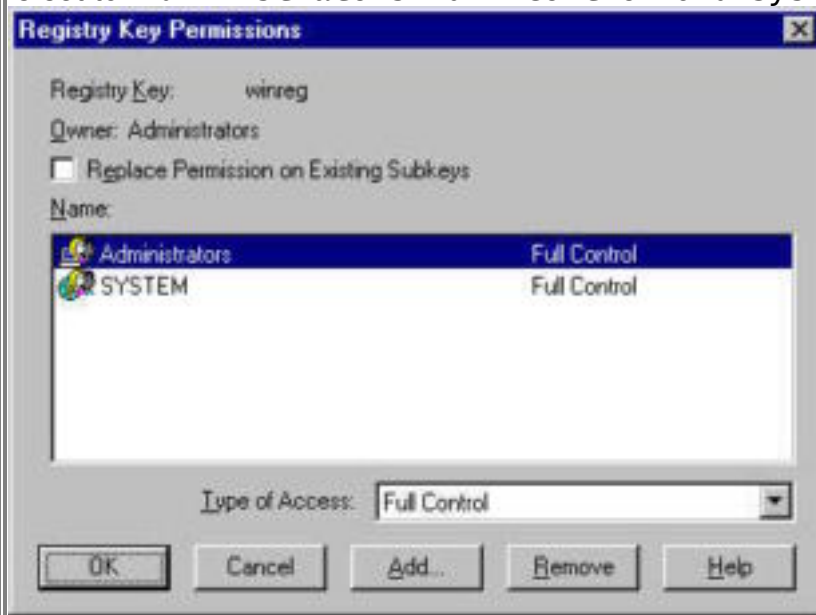 Registry Key Permissions
Registry Key: winreg
Owner: Administrators
Replace Permission on Existing Subkeys
Name:
Administrators Full Control
SYSTEM Full Control
Type of Access: Full Control
OK Cancel Add... Remove Help